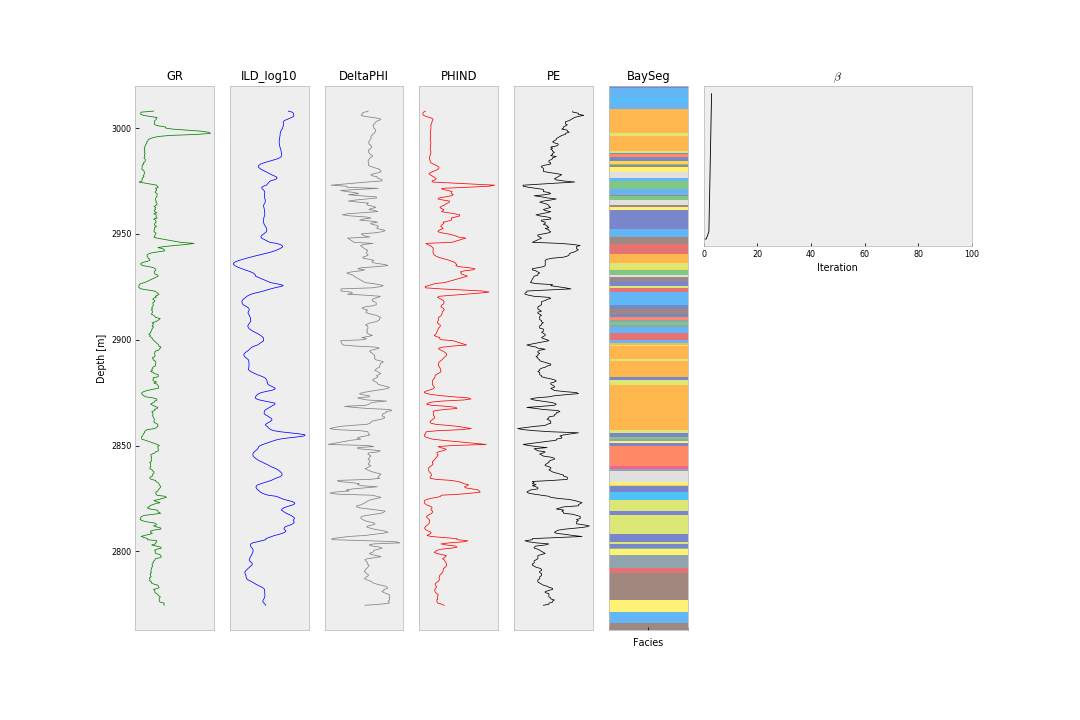 GR ILD_log10 DeltaPHI PHIND PE BaySeg β
3000
2950
2900
2850
2800
Depth [m]
0 20 40 60 80 100
Iteration
Facies